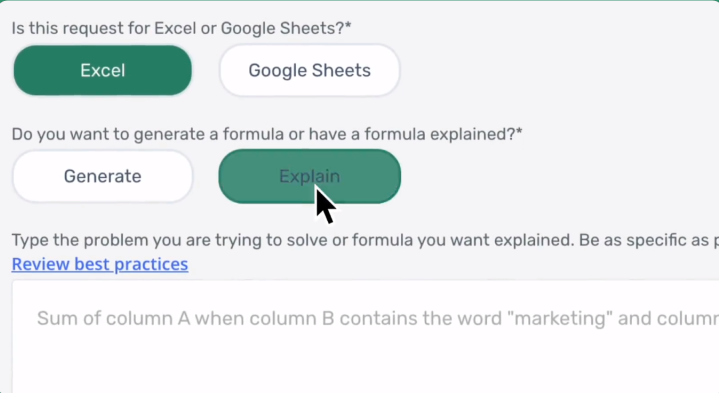 Is this request for Excel or Google Sheets?*
Excel
Google Sheets
Do you want to generate a formula or have a formula explained?*
Generate
Explain
Type the problem you are trying to solve or formula you want explained. Be as specific as
Review best practices
Sum of column A when column B contains the word "marketing" and